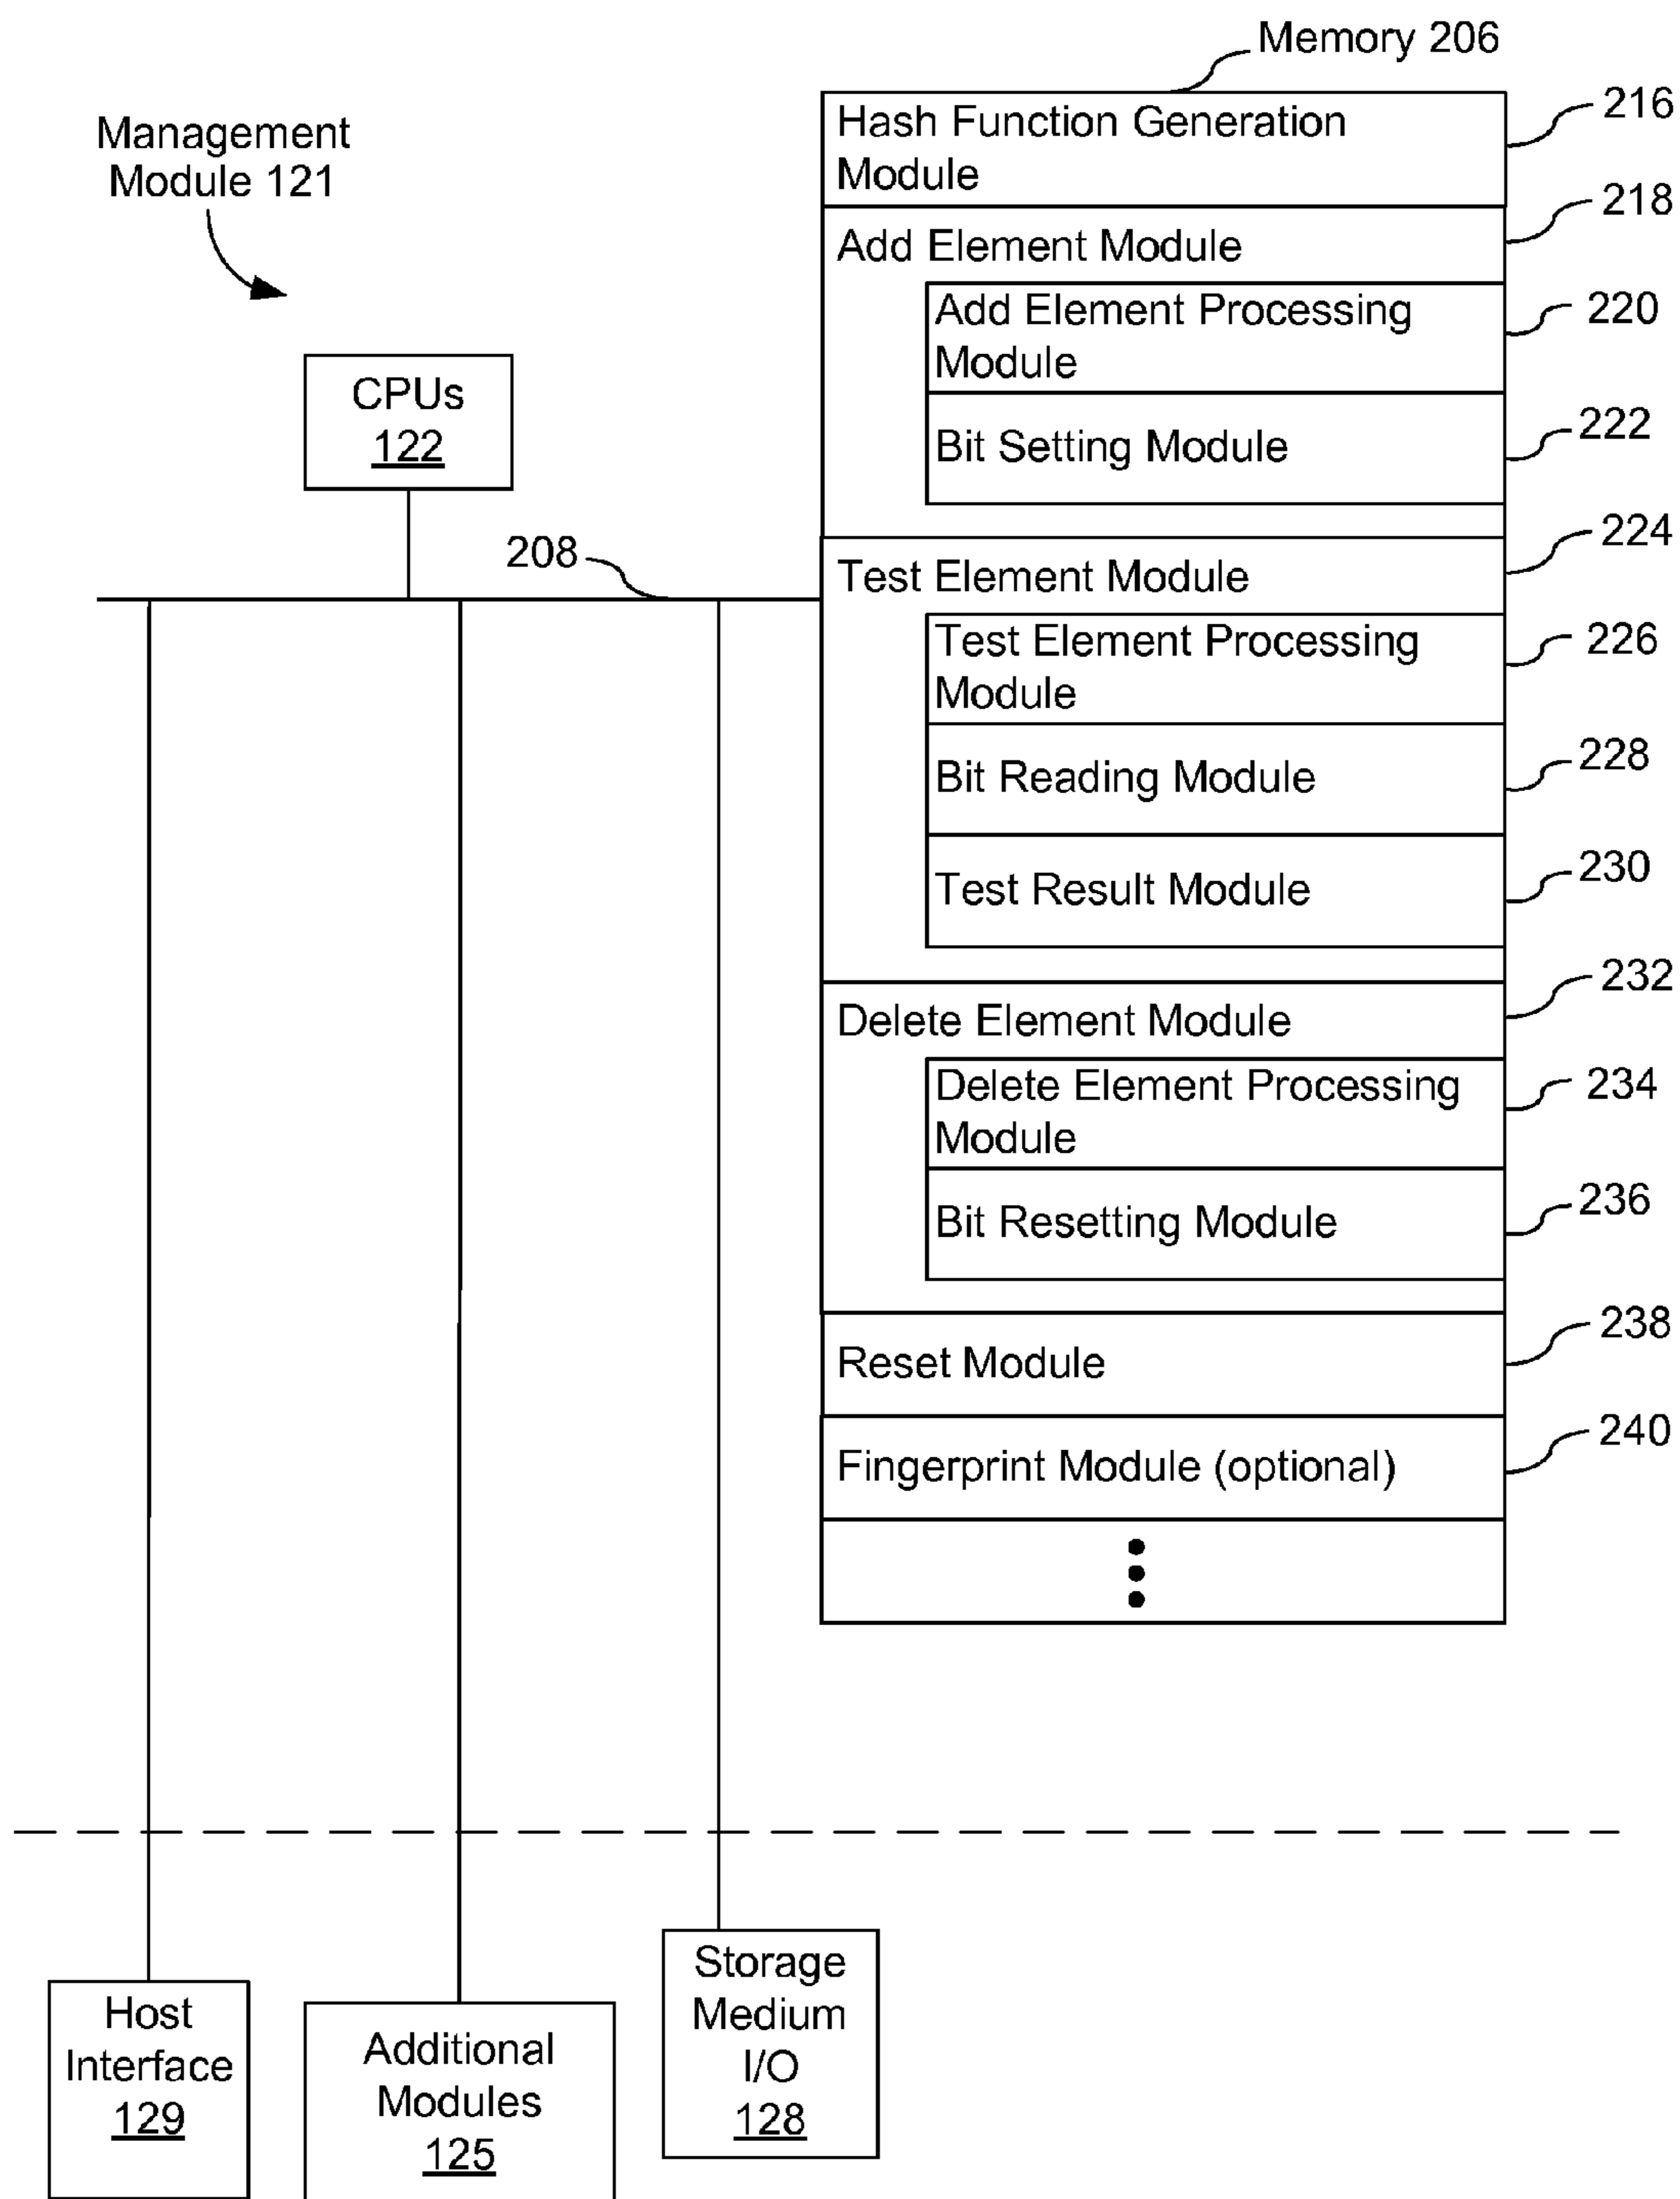 Memory 206
Management
Module 121
Hash Function Generation
Module
216
Add Element Module
218
Add Element Processing
Module
220
Bit Setting Module
222
CPUs
122
208
Test Element Module
224
Test Element Processing
Module
226
Bit Reading Module
228
Test Result Module
230
Delete Element Module
232
Delete Element Processing
Module
234
Bit Resetting Module
236
Reset Module
238
Fingerprint Module (optional)
240
Host
Interface
129
Additional
Modules
125
Storage
Medium
I/O
128